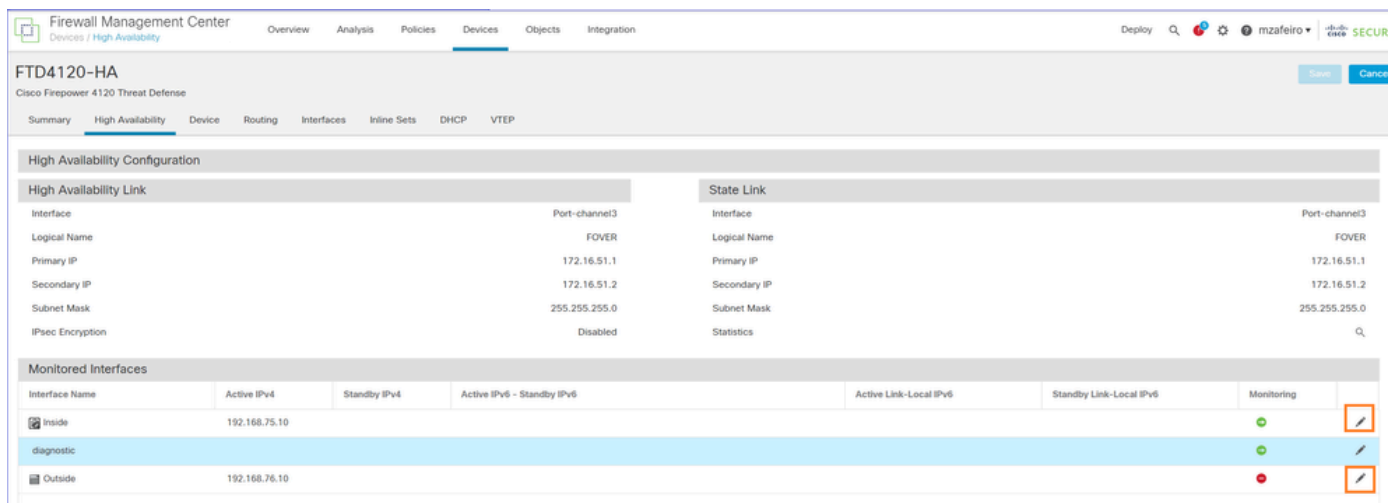 Firewall Management Center
Devices / High Availability
Overview Analysis Policies Devices Objects Integration
Deploy mzafeiro
cisco SECUR
FTD4120-HA
Save Cance
Cisco Firepower 4120 Threat Defense
Summary High Availability Device Routing Interfaces Inline Sets DHCP VTEP
High Availability Configuration
High Availability Link State Link
Interface Port-channel3 Interface Port-channel3
Logical Name FOVER Logical Name FOVER
Primary IP 172.16.51.1 Primary IP 172.16.51.1
Secondary IP 172.16.51.2 Secondary IP 172.16.51.2
Subnet Mask 255.255.255.0 Subnet Mask 255.255.255.0
IPsec Encryption Disabled Statistics
Monitored Interfaces
Interface Name Active IPv4 Standby IPv4 Active IPv6 - Standby IPv6 Active Link-Local IPv6 Standby Link-Local IPv6 Monitoring
Inside 192.168.75.10
diagnostic
Outside 192.168.76.10